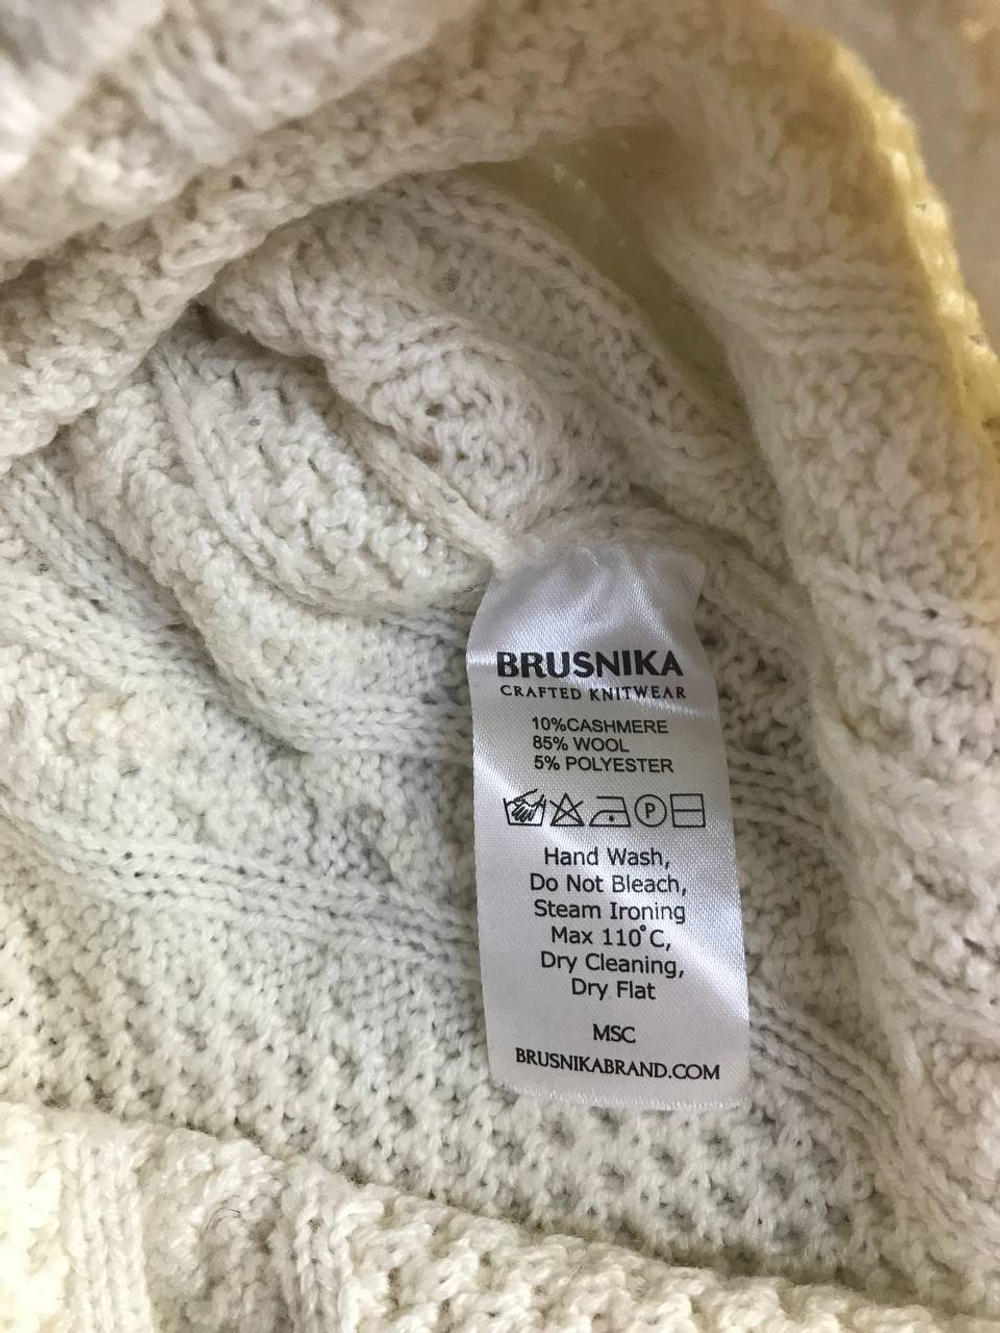 BRUSNIKA
CRAFTED KNITWEAR
10%CASHMERE
85% WOOL
5% POLYESTER
P
Hand Wash,
Do Not Bleach,
Steam Ironing
Max 110°C,
Dry Cleaning,
Dry Flat
MSC
BRUSNIKABRAND.COM